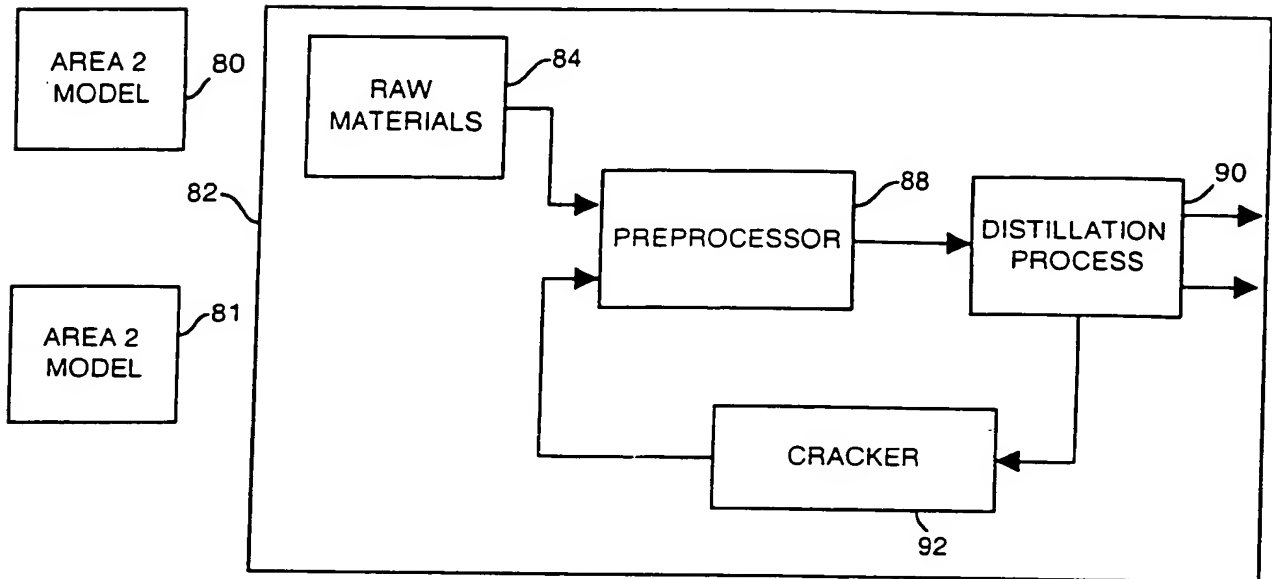 AREA 2
MODEL
80
RAW
MATERIALS
84
82
PREPROCESSOR
88
DISTILLATION
PROCESS
90
AREA 2
MODEL
81
CRACKER
92